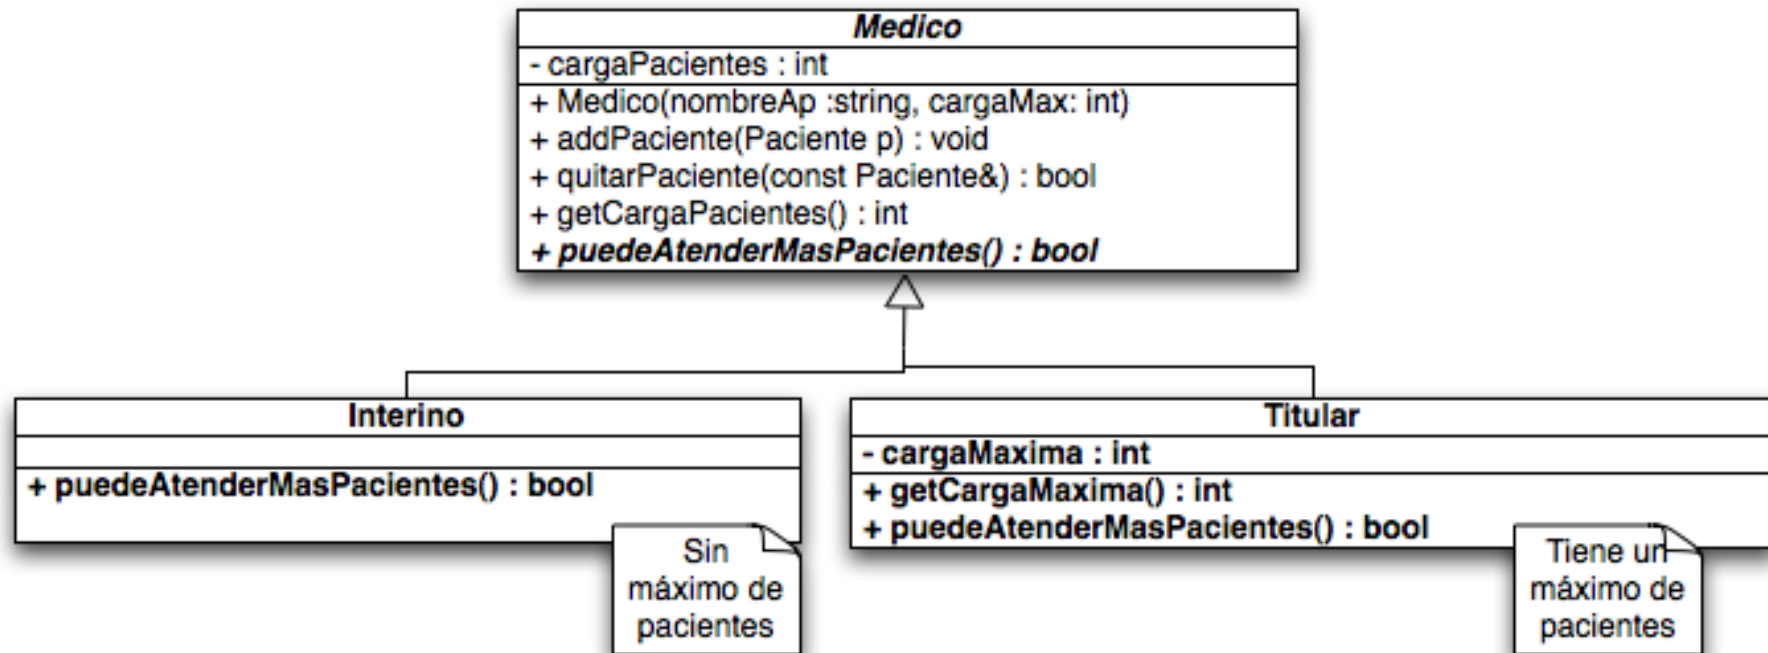 Medico
- cargaPacientes : int
+ Medico(nombreAp :string, cargaMax: int)
+ addPaciente(Paciente p) : void
+ quitarPaciente(const Paciente&) : bool
+ getCargaPacientes() : int
+ puedeAtenderMasPacientes() : bool
Interino
+ puedeAtenderMasPacientes() : bool
Sin
máximo de
pacientes
Titular
- cargaMaxima : int
+ getCargaMaxima() : int
+ puedeAtenderMasPacientes() : bool
Tiene un
máximo de
pacientes